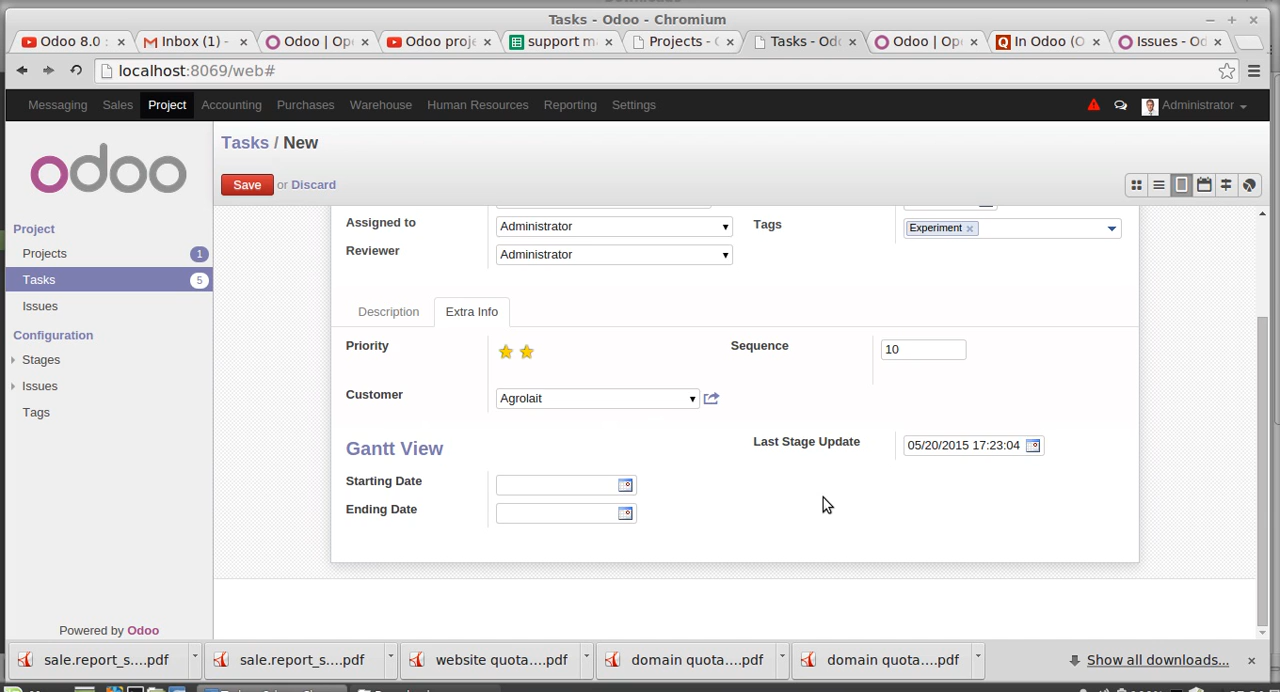 Tasks - Odoo - Chromium
Odoo 8.0 : Inbox (1) - Odoo | Ope Odoo proje support ma Projects - O Tasks - Odo Odoo | Ope In Odoo (O Issues - Od
localhost:8069/web#
Messaging Sales Project Accounting Purchases Warehouse Human Resources Reporting Settings Administrator
odoo
Tasks / New
Save or Discard
Project
Projects 1
Tasks 5
Issues
Configuration
Stages
Issues
Tags
Assigned to Administrator Tags Experiment
Reviewer Administrator
Description Extra Info
Priority Sequence 10
Customer Agrolait
Gantt View Last Stage Update 05/20/2015 17:23:04
Starting Date
Ending Date
Powered by Odoo
sale.report_s....pdf sale.report_s....pdf website quota....pdf domain quota....pdf domain quota....pdf Show all downloads...